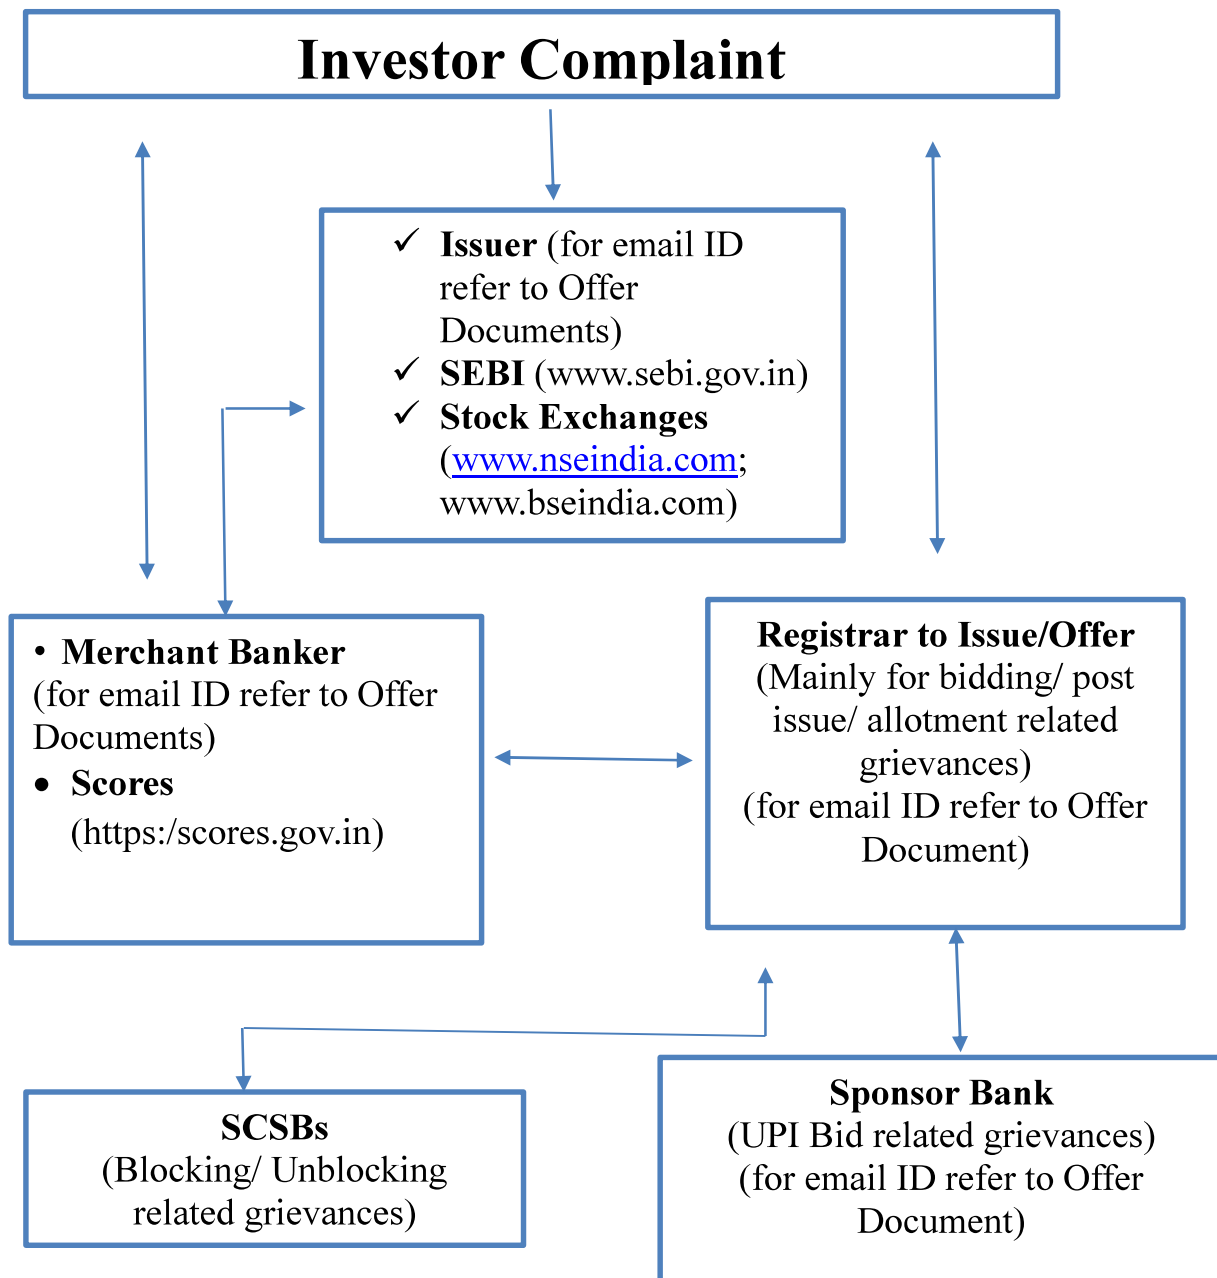 Investor Complaint
✓ Issuer (for email ID
refer to Offer
Documents)
✓ SEBI (www.sebi.gov.in)
✓ Stock Exchanges
(www.nseindia.com;
www.bseindia.com)
• Merchant Banker
(for email ID refer to Offer
Documents)
• Scores
(https:/scores.gov.in)
Registrar to Issue/Offer
(Mainly for bidding/ post
issue/ allotment related
grievances)
(for email ID refer to Offer
Document)
SCSBs
(Blocking/ Unblocking
related grievances)
Sponsor Bank
(UPI Bid related grievances)
(for email ID refer to Offer
Document)